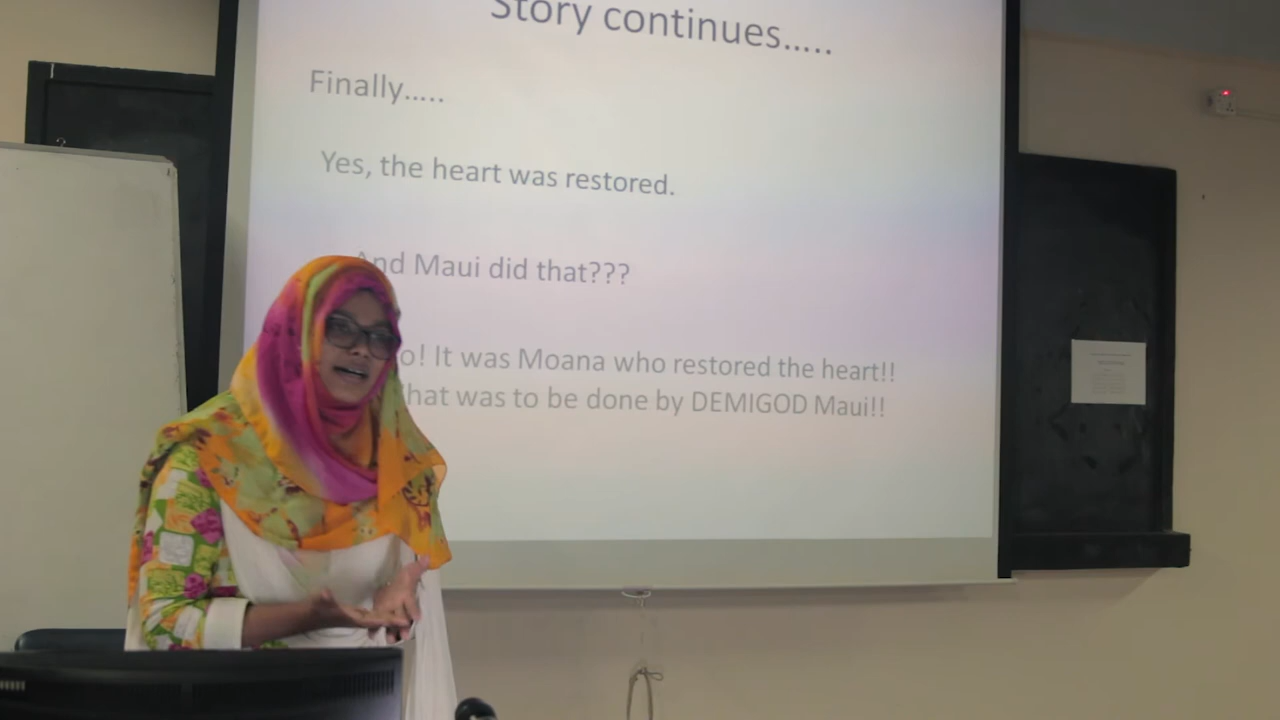 Story continues.....
Finally.....
Yes, the heart was restored.
And Maui did that???
o! It was Moana who restored the heart!!
hat was to be done by DEMIGOD Maui!!